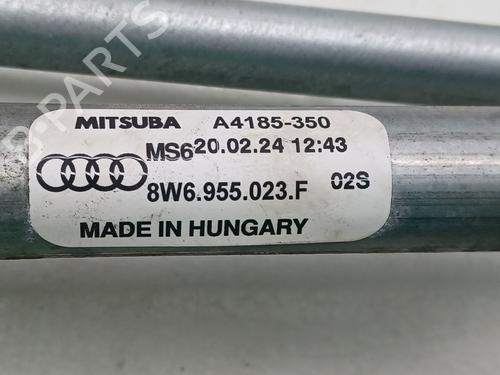 MITSUBA A4185-350
MS6 20.02.24 12:43
8W6.955.023.F 02S
MADE IN HUNGARY